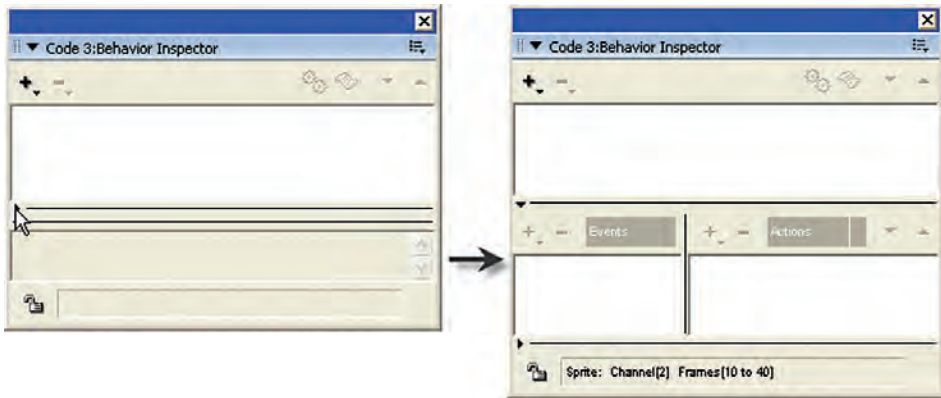 Code 3:Behavior Inspector
Code 3:Behavior Inspector
Events
Actions
Sprite: Channel[2] Frames[10 to 40]